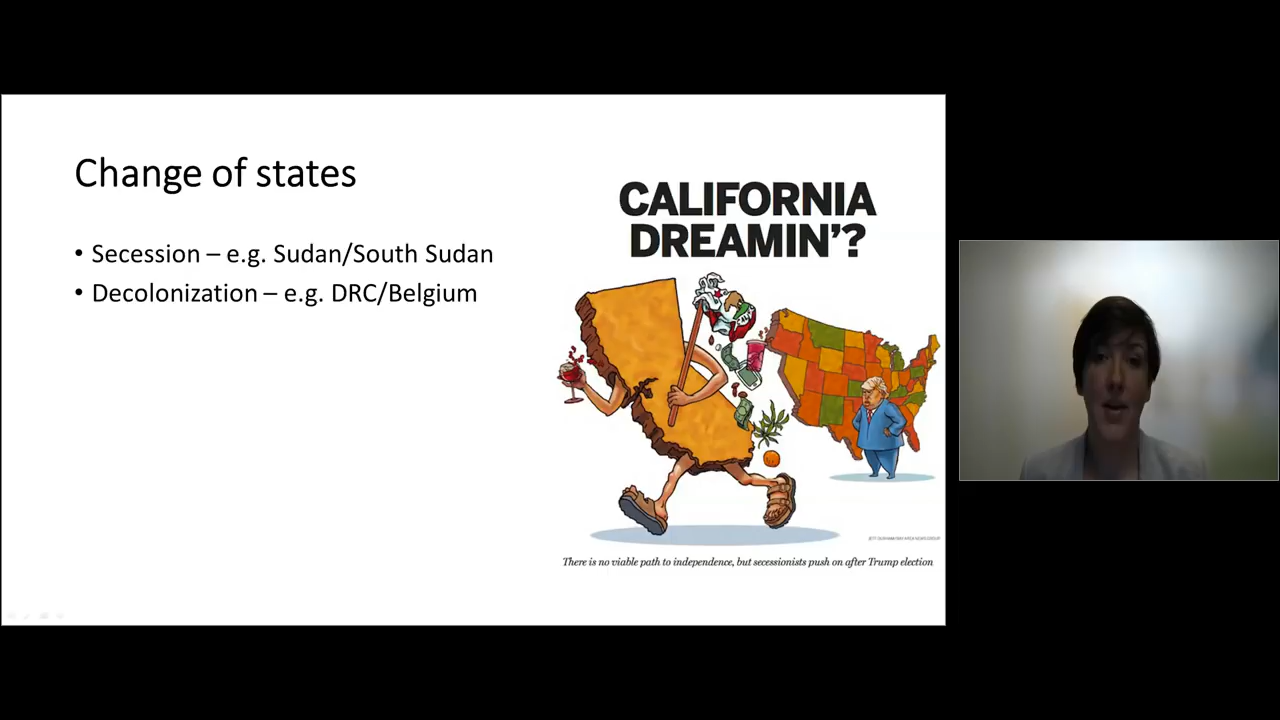 Change of states
• Secession – e.g. Sudan/South Sudan
• Decolonization – e.g. DRC/Belgium
CALIFORNIA
DREAMIN'?
There is no viable path to independence, but secessionists push on after Trump election